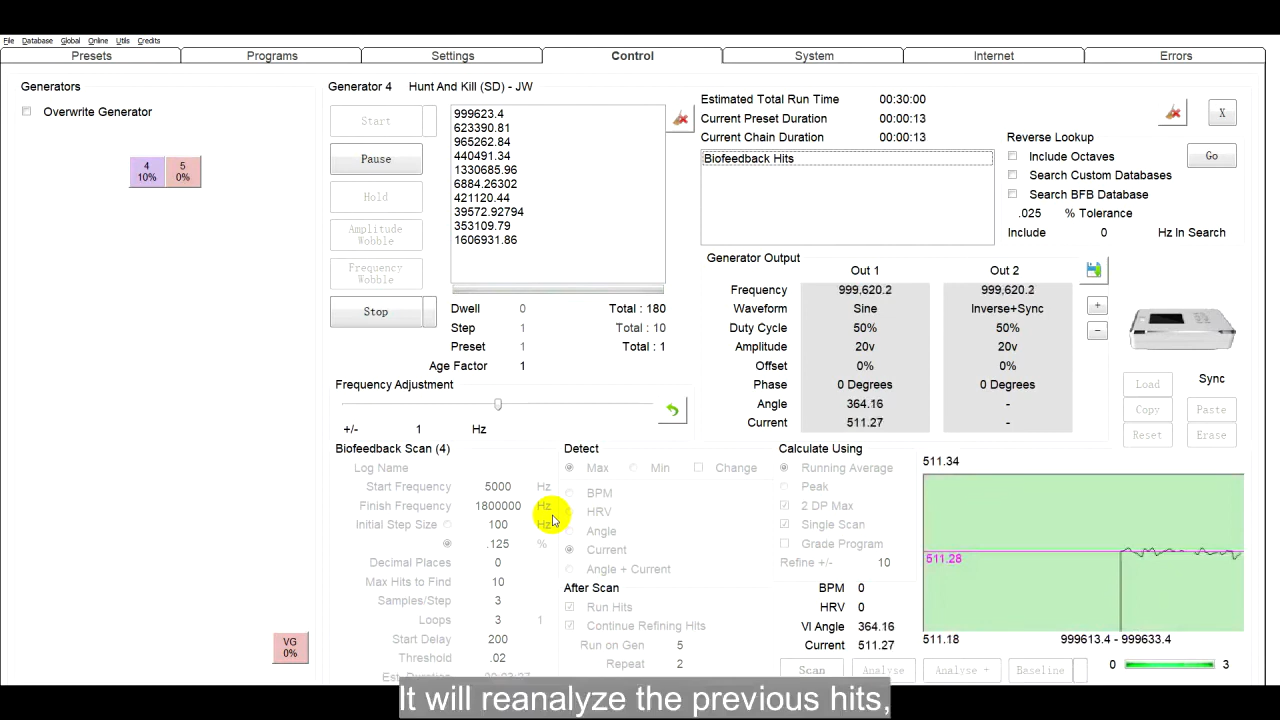 File Database Global Online Utils Credits
Presets Programs Settings Control System Internet Errors
Generators
Overwrite Generator
4
10%
5
0%
VG
0%
Generator 4 Hunt And Kill (SD) - JW
Start
Pause
Hold
Amplitude
Wobble
Frequency
Wobble
Stop
999623.4
623390.81
965262.84
440491.34
1330685.96
6884.26302
421120.44
39572.92794
353109.79
1606931.86
Dwell 0 Total : 180
Step 1 Total : 10
Preset 1 Total : 1
Age Factor 1
Frequency Adjustment
+/- 1 Hz
Estimated Total Run Time 00:30:00
Current Preset Duration 00:00:13
Current Chain Duration 00:00:13
Biofeedback Hits
X
Reverse Lookup
Include Octaves
Go
Search Custom Databases
Search BFB Database
.025 % Tolerance
Include 0 Hz In Search
Generator Output
Out 1 Out 2
Frequency 999,620.2 999,620.2
Waveform Sine Inverse+Sync
Duty Cycle 50% 50%
Amplitude 20v 20v
Offset 0% 0%
Phase 0 Degrees 0 Degrees
Angle 364.16 -
Current 511.27 -
+
−
Load Sync
Copy Paste
Reset Erase
Biofeedback Scan (4)
Log Name
Start Frequency 5000 Hz
Finish Frequency 1800000 Hz
Initial Step Size 100 Hz
.125 %
Decimal Places 0
Max Hits to Find 10
Samples/Step 3
Loops 3 1
Start Delay 200
Threshold .02
Detect
Max Min Change
BPM
HRV
Angle
Current
Angle + Current
After Scan
Run Hits
Continue Refining Hits
Run on Gen 5
Repeat 2
Calculate Using
Running Average
Peak
2 DP Max
Single Scan
Grade Program
Refine +/- 10
BPM 0
HRV 0
VI Angle 364.16
Current 511.27
511.34
511.28
511.18 999613.4 - 999633.4
0 3
Scan Analyse Analyse + Baseline
It will reanalyze the previous hits,